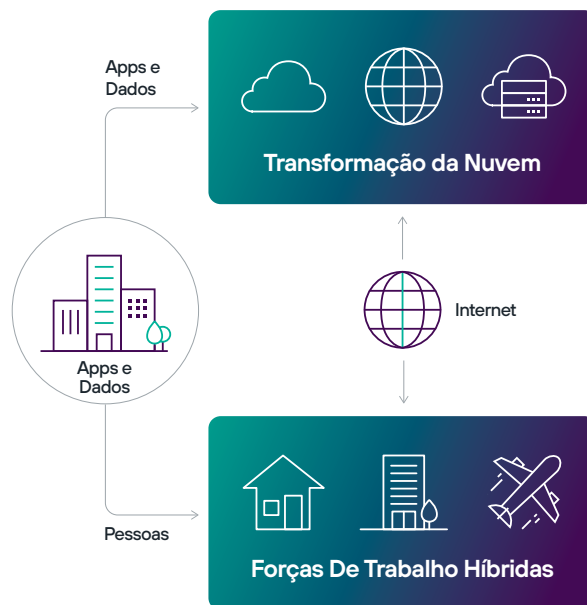 Apps e
Dados
Transformação da Nuvem
Internet
Apps e
Dados
Pessoas
Forças De Trabalho Híbridas